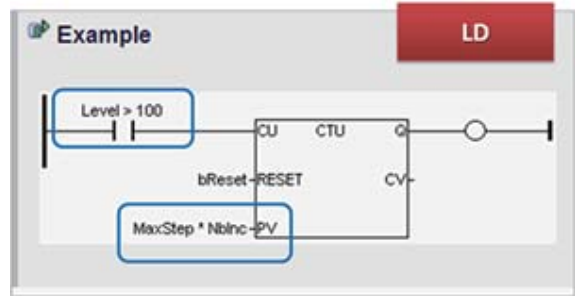 Example
LD
Level > 100
CU CTU Q
bReset RESET CV
MaxStep * NbInc PV